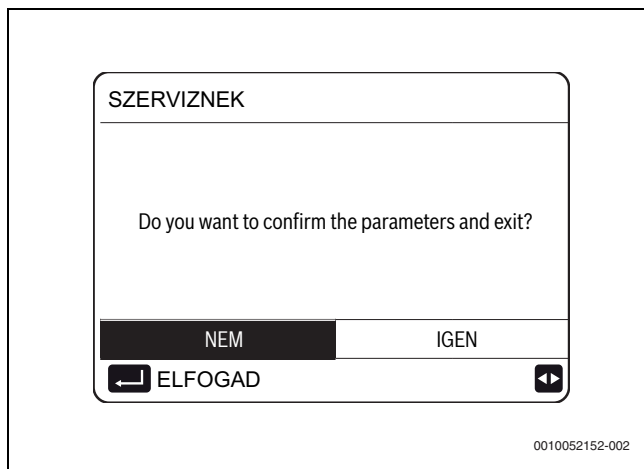 SZERVIZNEK
Do you want to confirm the parameters and exit?
NEM
IGEN
ELFOGAD
0010052152-002